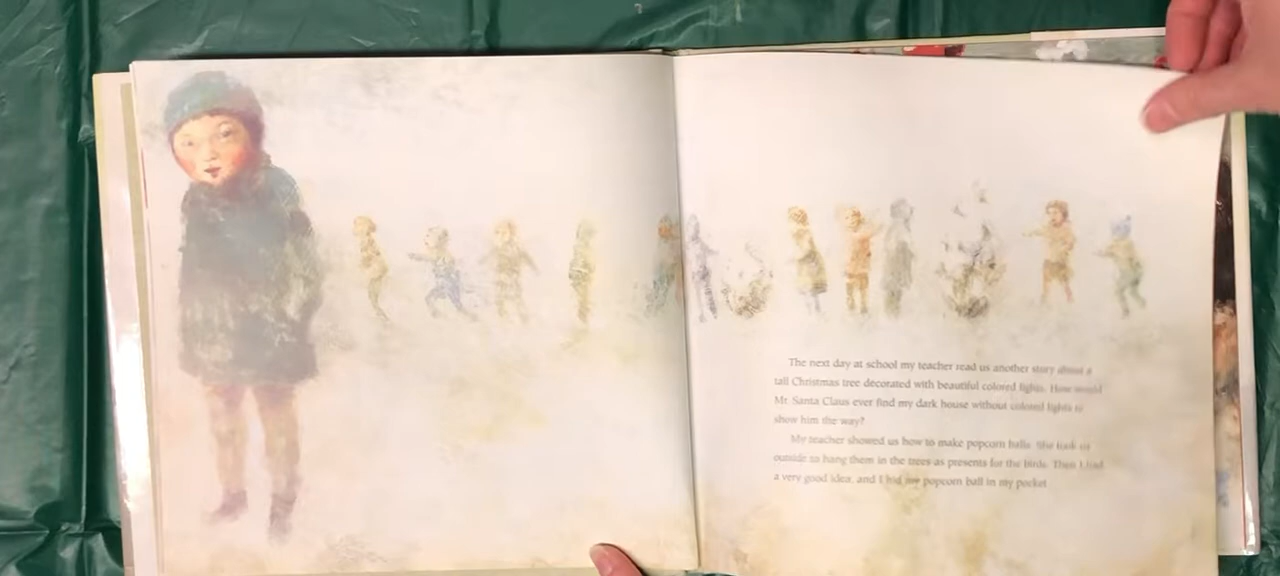 The next day at school my teacher read us another story about a
tall Christmas tree decorated with beautiful colored lights. How would
Mr. Santa Claus ever find my dark house without colored lights to
show him the way?
My teacher showed us how to make popcorn balls. She took us
outside to hang them in the trees as presents for the birds. Then I had
a very good idea, and I hid my popcorn ball in my pocket.